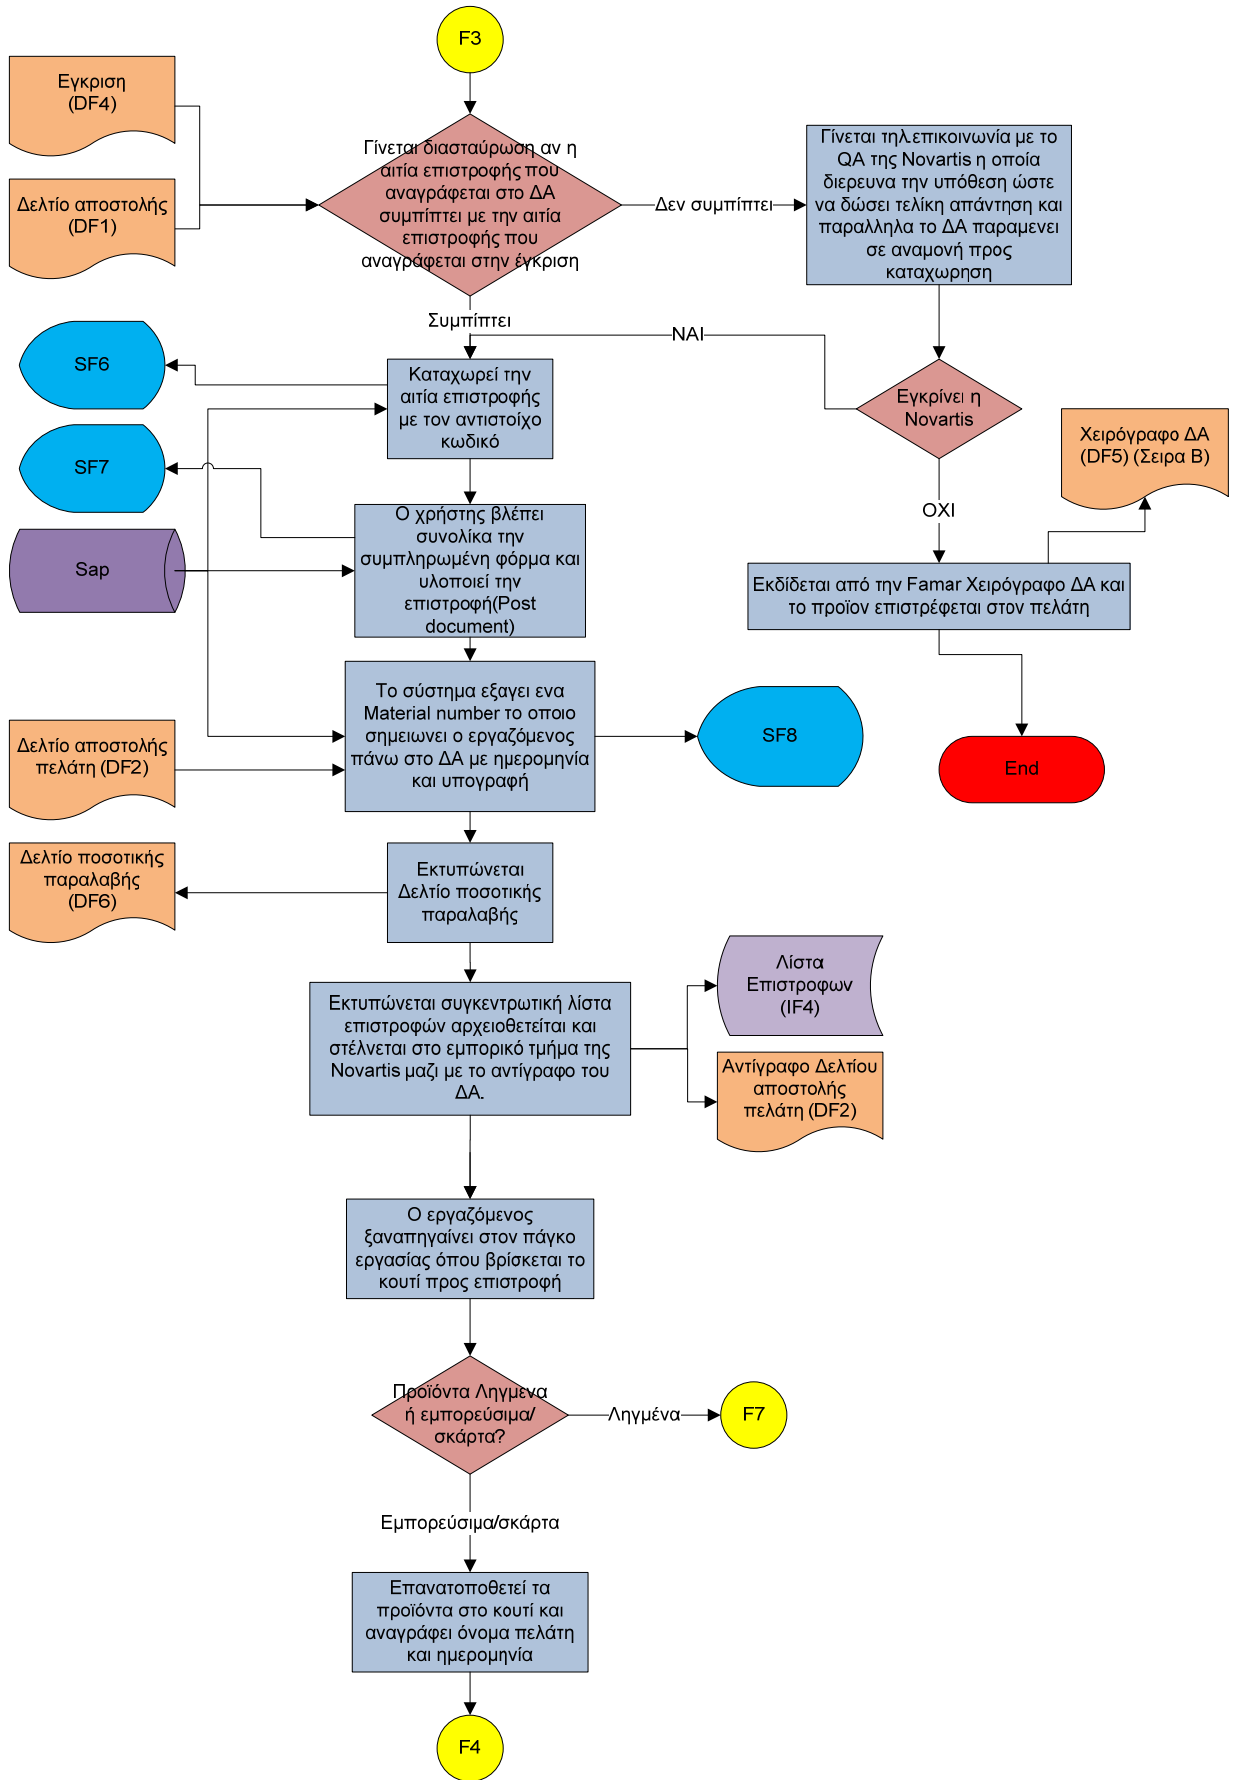 F3
Εγκριση
(DF4)
Δελτίο αποστολής
(DF1)
Γίνεται διασταύρωση αν η
αιτία επιστροφής που
αναγράφεται στο ΔΑ
συμπίπτει με την αιτία
επιστροφής που
αναγράφεται στην έγκριση
Δεν συμπίπτει
Γίνεται τηλ.επικοινωνία με το
QA της Novartis η οποία
διερευνα την υπόθεση ώστε
να δώσει τελίκη απάντηση και
παραλληλα το ΔΑ παραμενει
σε αναμονή προς
καταχωρηση
Συμπίπτει
ΝΑΙ
SF6
Καταχωρεί την
αιτία επιστροφής
με τον αντιστοίχο
κωδικό
Εγκρίνει η
Novartis
Χειρόγραφο ΔΑ
(DF5) (Σειρα Β)
SF7
ΟΧΙ
Ο χρήστης βλέπει
συνολίκα την
συμπληρωμένη φόρμα και
υλοποιεί την
επιστροφή(Post
document)
Sap
Εκδίδεται από την Famar Χειρόγραφο ΔΑ και
το προϊον επιστρέφεται στον πελάτη
Το σύστημα εξαγει ενα
Material number το οποιο
σημειωνει ο εργαζόμενος
πάνω στο ΔΑ με ημερομηνία
και υπογραφή
SF8
End
Δελτίο αποστολής
πελάτη (DF2)
Δελτίο ποσοτικής
παραλαβής
(DF6)
Εκτυπώνεται
Δελτίο ποσοτικής
παραλαβής
Λίστα
Επιστροφων
(IF4)
Εκτυπώνεται συγκεντρωτική λίστα
επιστροφών αρχειοθετείται και
στέλνεται στο εμπορικό τμήμα της
Novartis μαζι με το αντίγραφο του
ΔΑ.
Αντίγραφο Δελτίου
αποστολής
πελάτη (DF2)
Ο εργαζόμενος
ξαναπηγαίνει στον πάγκο
εργασίας όπου βρίσκεται το
κουτί προς επιστροφή
Προϊόντα Ληγμενα
ή εμπορεύσιμα/
σκάρτα?
Ληγμένα
F7
Εμπορεύσιμα/σκάρτα
Επανατοποθετεί τα
προϊόντα στο κουτί και
αναγράφει όνομα πελάτη
και ημερομηνία
F4